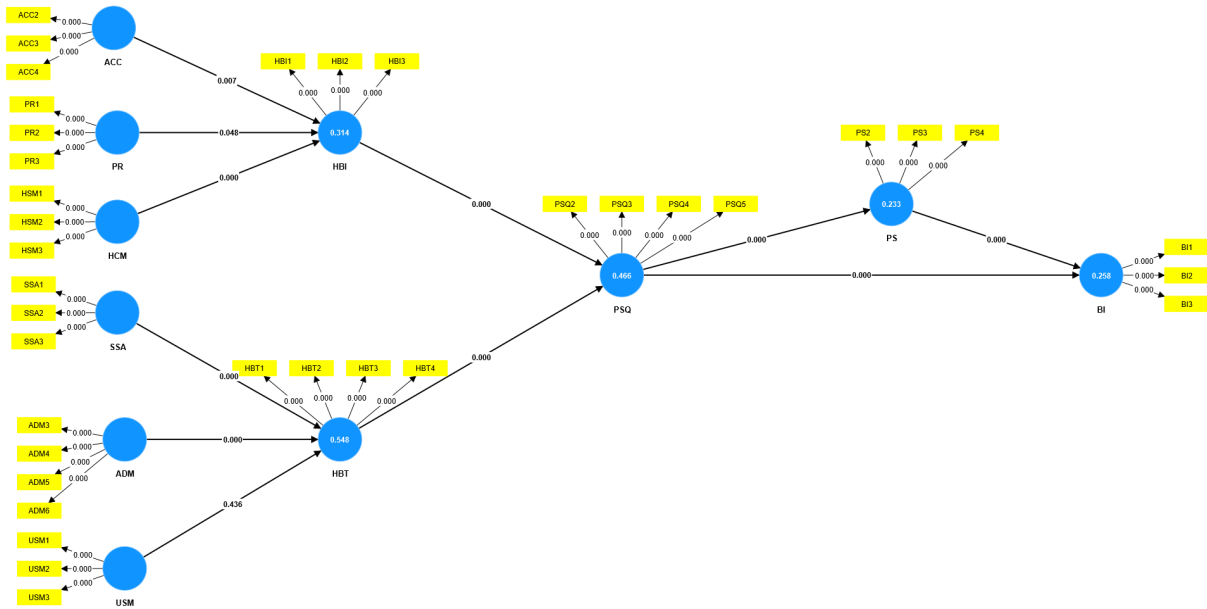 ACC2
0.000
ACC3
0.000
ACC4
0.000
ACC
0.007
HBI1
HBI2
HBI3
0.000
0.000
0.000
PR1
0.000
PR2
0.000
PR3
0.000
PR
0.048
0.314
HBI
HSM1
0.000
HSM2
0.000
HSM3
0.000
HCM
0.000
0.000
PS2
PS3
PS4
0.000
0.000
0.000
0.233
PS
PSQ2
PSQ3
PSQ4
PSQ5
0.000
0.000
0.000
0.000
0.466
PSQ
0.000
0.000
0.000
0.258
BI
BI1
0.000
BI2
0.000
BI3
0.000
SSA1
0.000
SSA2
0.000
SSA3
0.000
SSA
0.000
HBT1
HBT2
HBT3
HBT4
0.000
0.000
0.000
0.000
0.000
ADM3
0.000
ADM4
0.000
ADM5
0.000
ADM6
0.000
ADM
0.000
0.548
HBT
0.436
USM1
0.000
USM2
0.000
USM3
0.000
USM